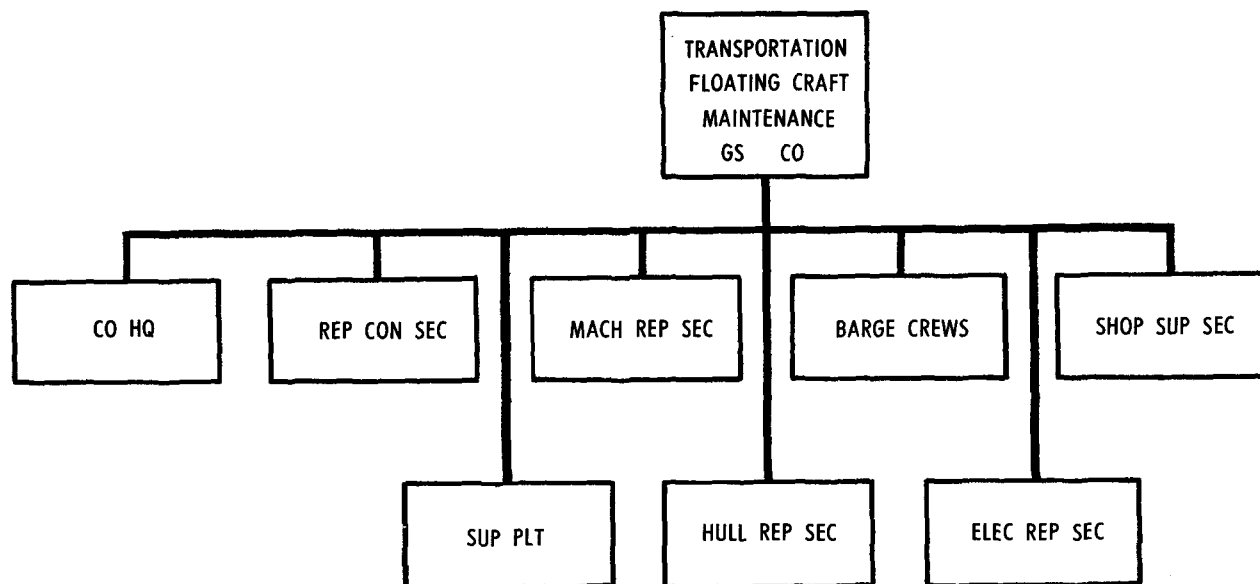 TRANSPORTATION
FLOATING CRAFT
MAINTENANCE
GS CO
CO HQ
REP CON SEC
MACH REP SEC
BARGE CREWS
SHOP SUP SEC
SUP PLT
HULL REP SEC
ELEC REP SEC